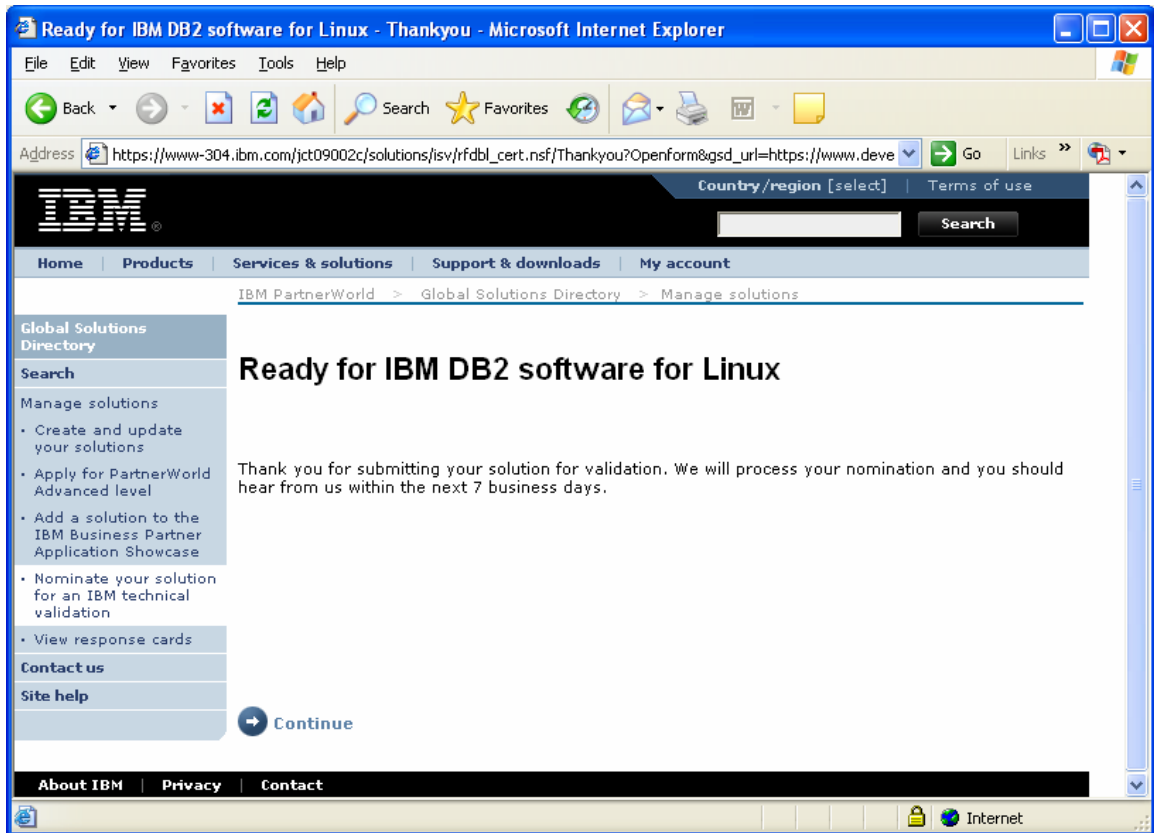 Ready for IBM DB2 software for Linux - Thankyou - Microsoft Internet Explorer
File Edit View Favorites Tools Help
Back Search Favorites
Address https://www-304.ibm.com/jct09002c/solutions/isv/rfdbl_cert.nsf/Thankyou?Openform&gsd_url=https://www.deve Go Links »
Country/region [select] | Terms of use
IBM®
Search
Home | Products | Services & solutions | Support & downloads | My account
IBM PartnerWorld > Global Solutions Directory > Manage solutions
Global Solutions
Directory
Search
Manage solutions
• Create and update
your solutions
• Apply for PartnerWorld
Advanced level
• Add a solution to the
IBM Business Partner
Application Showcase
• Nominate your solution
for an IBM technical
validation
• View response cards
Contact us
Site help
Ready for IBM DB2 software for Linux
Thank you for submitting your solution for validation. We will process your nomination and you should
hear from us within the next 7 business days.
Continue
About IBM | Privacy | Contact
Internet